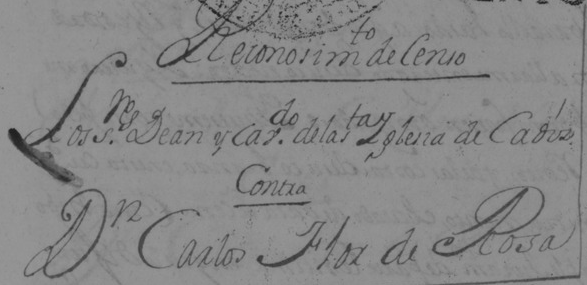 Reconosim.to de Censo
Los S.res Dean y Cav.do de la S.ta Yglesia de Cadiz
Contra
D.n Carlos Flor de Rosa